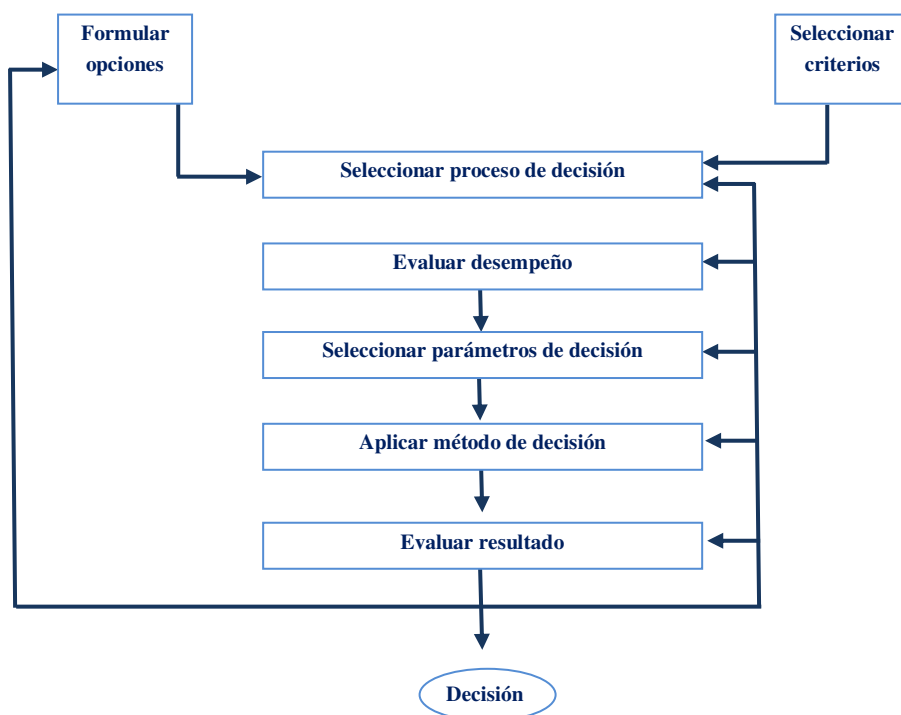 Formular
opciones
Seleccionar
criterios
Seleccionar proceso de decisión
Evaluar desempeño
Seleccionar parámetros de decisión
Aplicar método de decisión
Evaluar resultado
Decisión